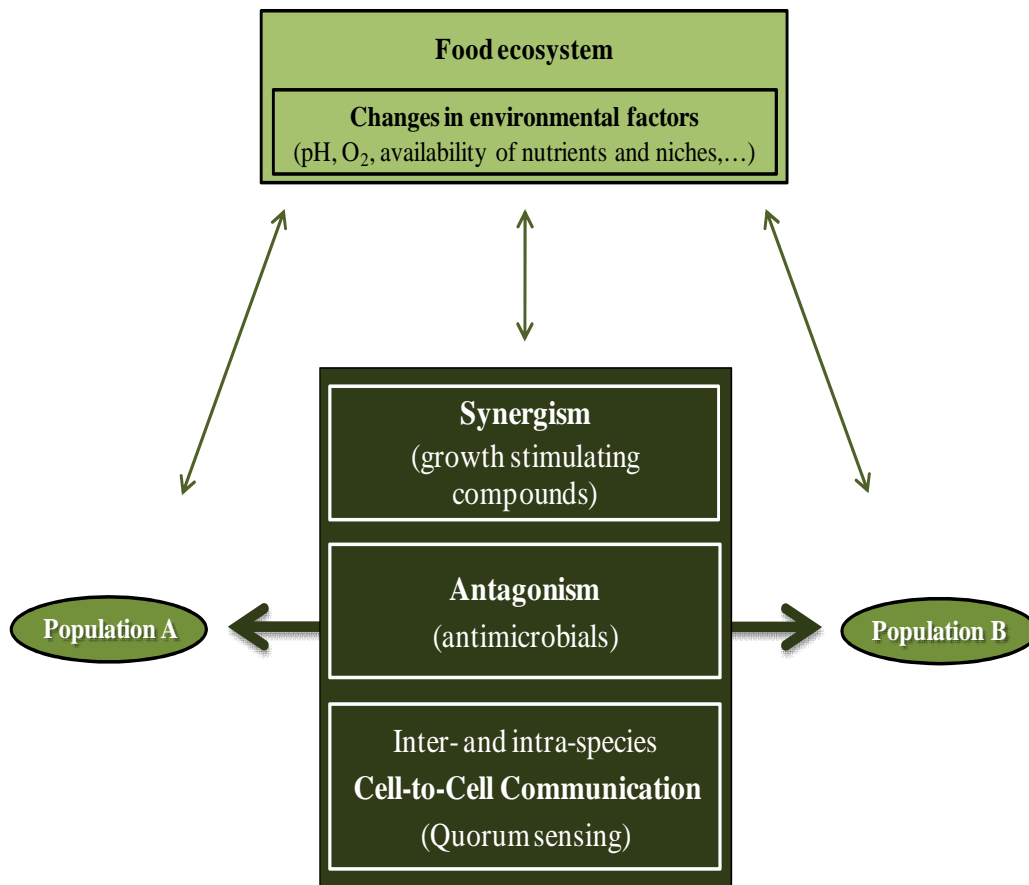 Food ecosystem
Changes in environmental factors
(pH, O₂, availability of nutrients and niches,…)
Synergism
(growth stimulating
compounds)
Antagonism
(antimicrobials)
Population A
Population B
Inter- and intra-species
Cell-to-Cell Communication
(Quorum sensing)